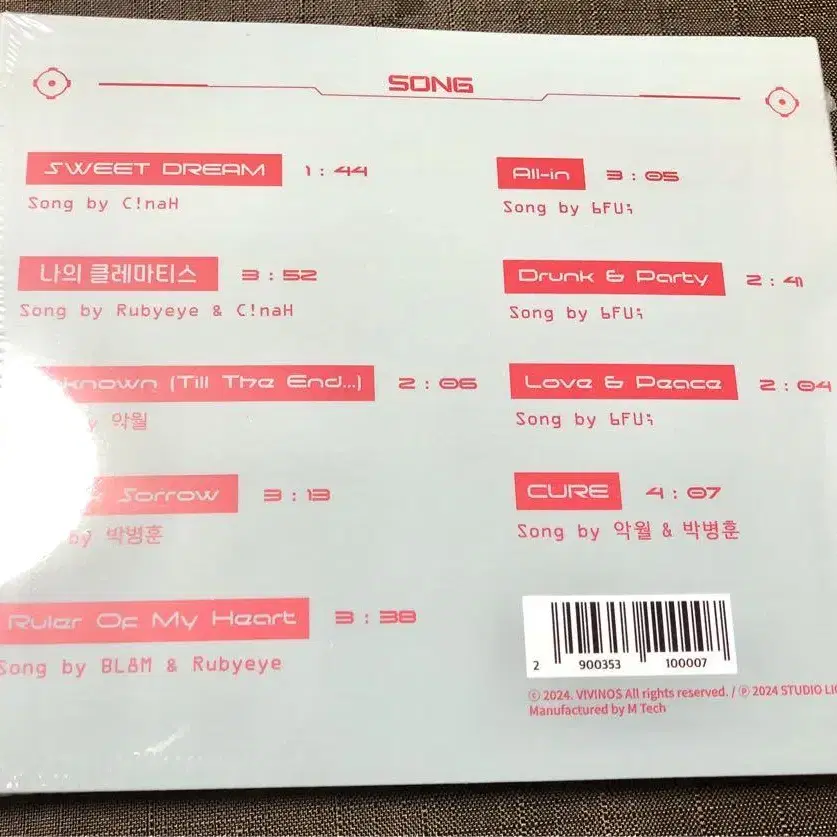 SONG
SWEET DREAM 1 : 44
Song by C!naH
나의 클레마티스 3 : 52
Song by Rubyeye & C!naH
(Till The End...) 2 : 06
악월
Sorrow 3 : 13
by 박병훈
Ruler Of My Heart 3 : 38
Song by BL8M & Rubyeye
All-in 3 : 05
Song by 6FU;
Drunk & Party 2 : 41
Song by 6FU;
Love & Peace 2 : 04
Song by 6FU;
CURE 4 : 07
Song by 악월 & 박병훈
2 900353 100007
ⓒ 2024. VIVINOS All rights reserved. / ⓟ 2024 STUDIO
Manufactured by M Tech